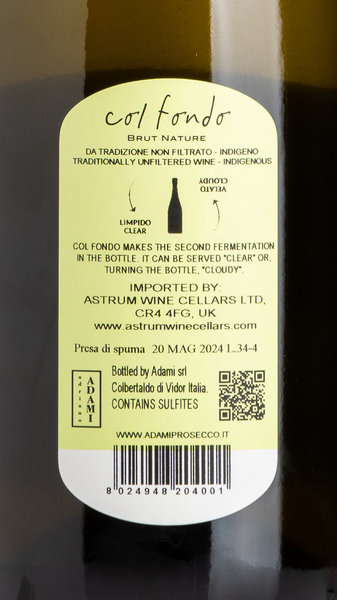 col fondo
BRUT NATURE
DA TRADIZIONE NON FILTRATO - INDIGENO
TRADITIONALLY UNFILTERED WINE - INDIGENOUS
VELATO
CLOUDY
LIMPIDO
CLEAR
COL FONDO MAKES THE SECOND FERMENTATION
IN THE BOTTLE. IT CAN BE SERVED "CLEAR" OR,
TURNING THE BOTTLE, "CLOUDY".
IMPORTED BY:
ASTRUM WINE CELLARS LTD,
CR4 4FG, UK
www.astrumwinecellars.com
Presa di spuma 20 MAG 2024 L.34-4
adriano
ADAMI
Bottled by Adami srl
Colbertaldo di Vidor Italia.
CONTAINS SULFITES
WWW.ADAMIPROSECCO.IT
8 024948 204001